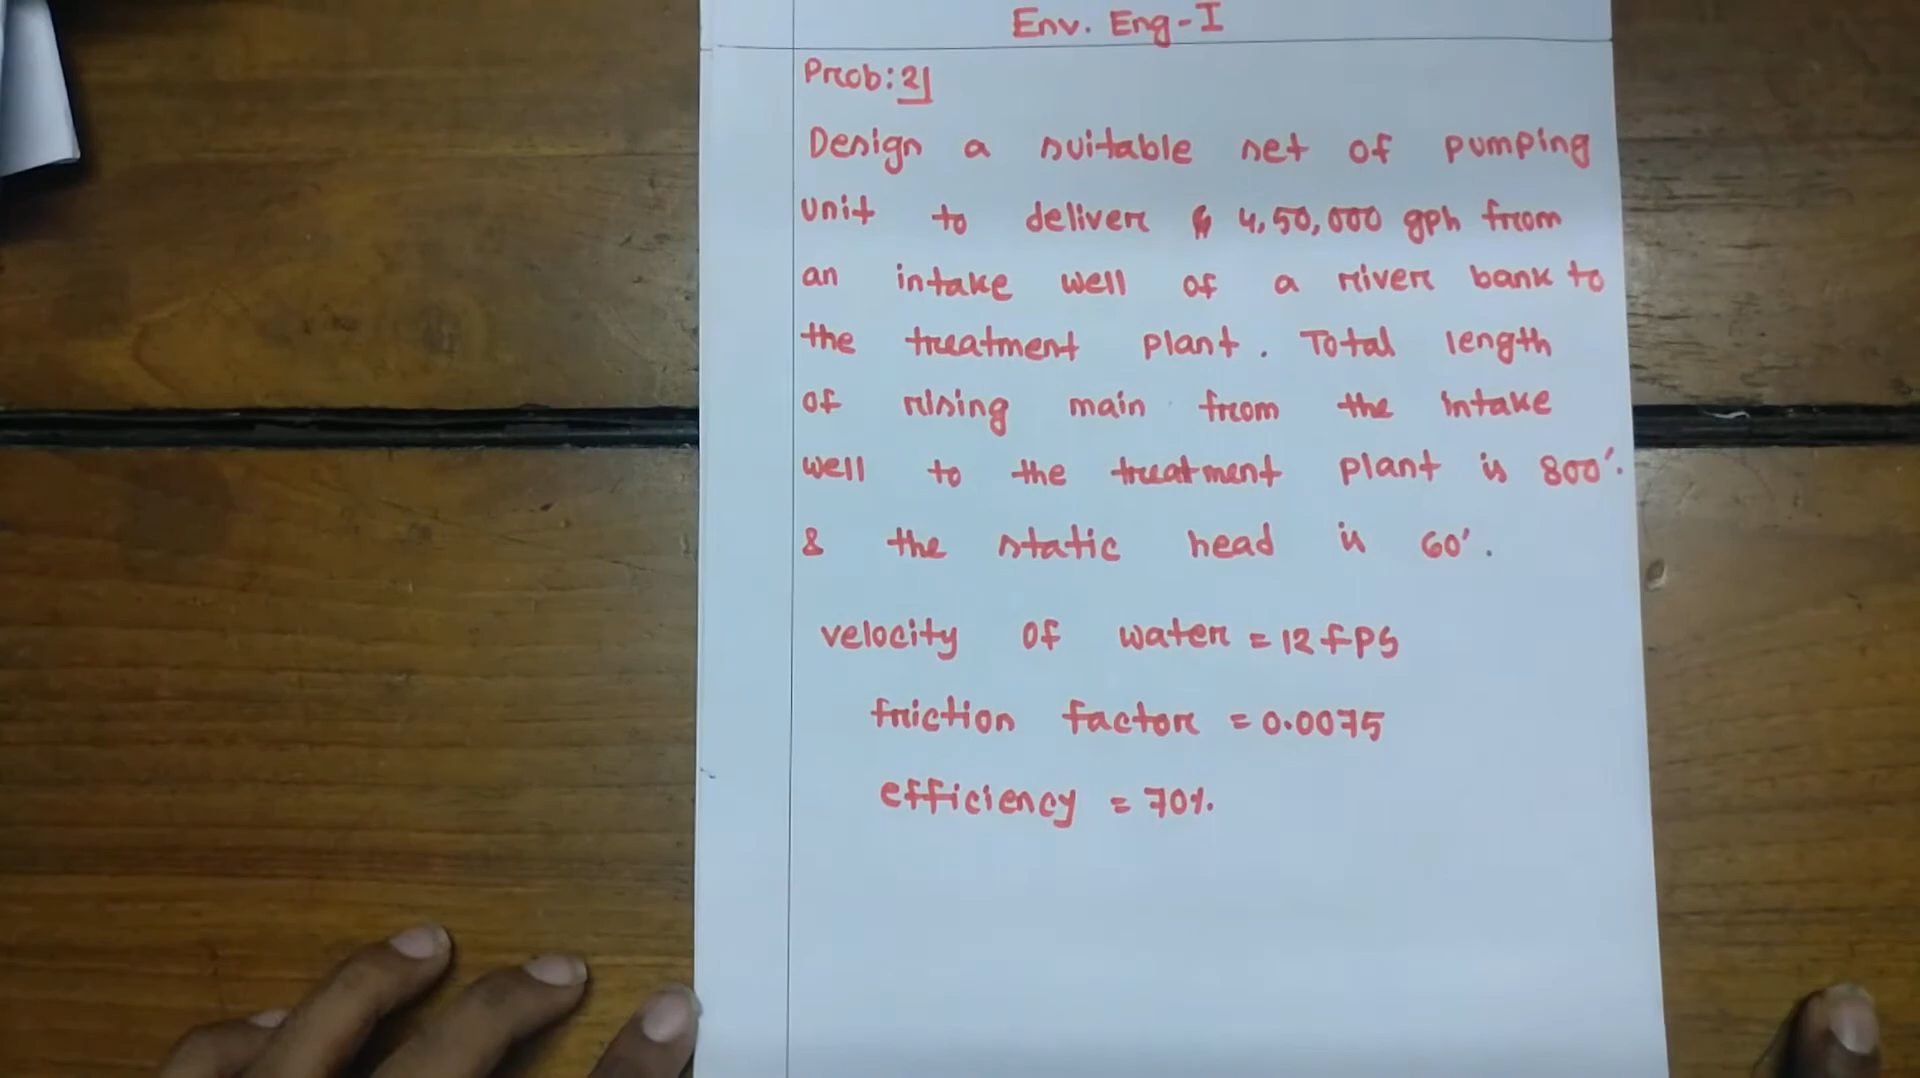 Env. Eng-I
Prob: 2
Design a suitable set of pumping
unit to deliver 4,50,000 gph from
an intake well of a river bank to
the treatment plant. Total length
of rising main from the intake
well to the treatment plant is 800'.
& the static head is 60'.
velocity of water = 12 fps
friction factor = 0.0075
efficiency = 70%